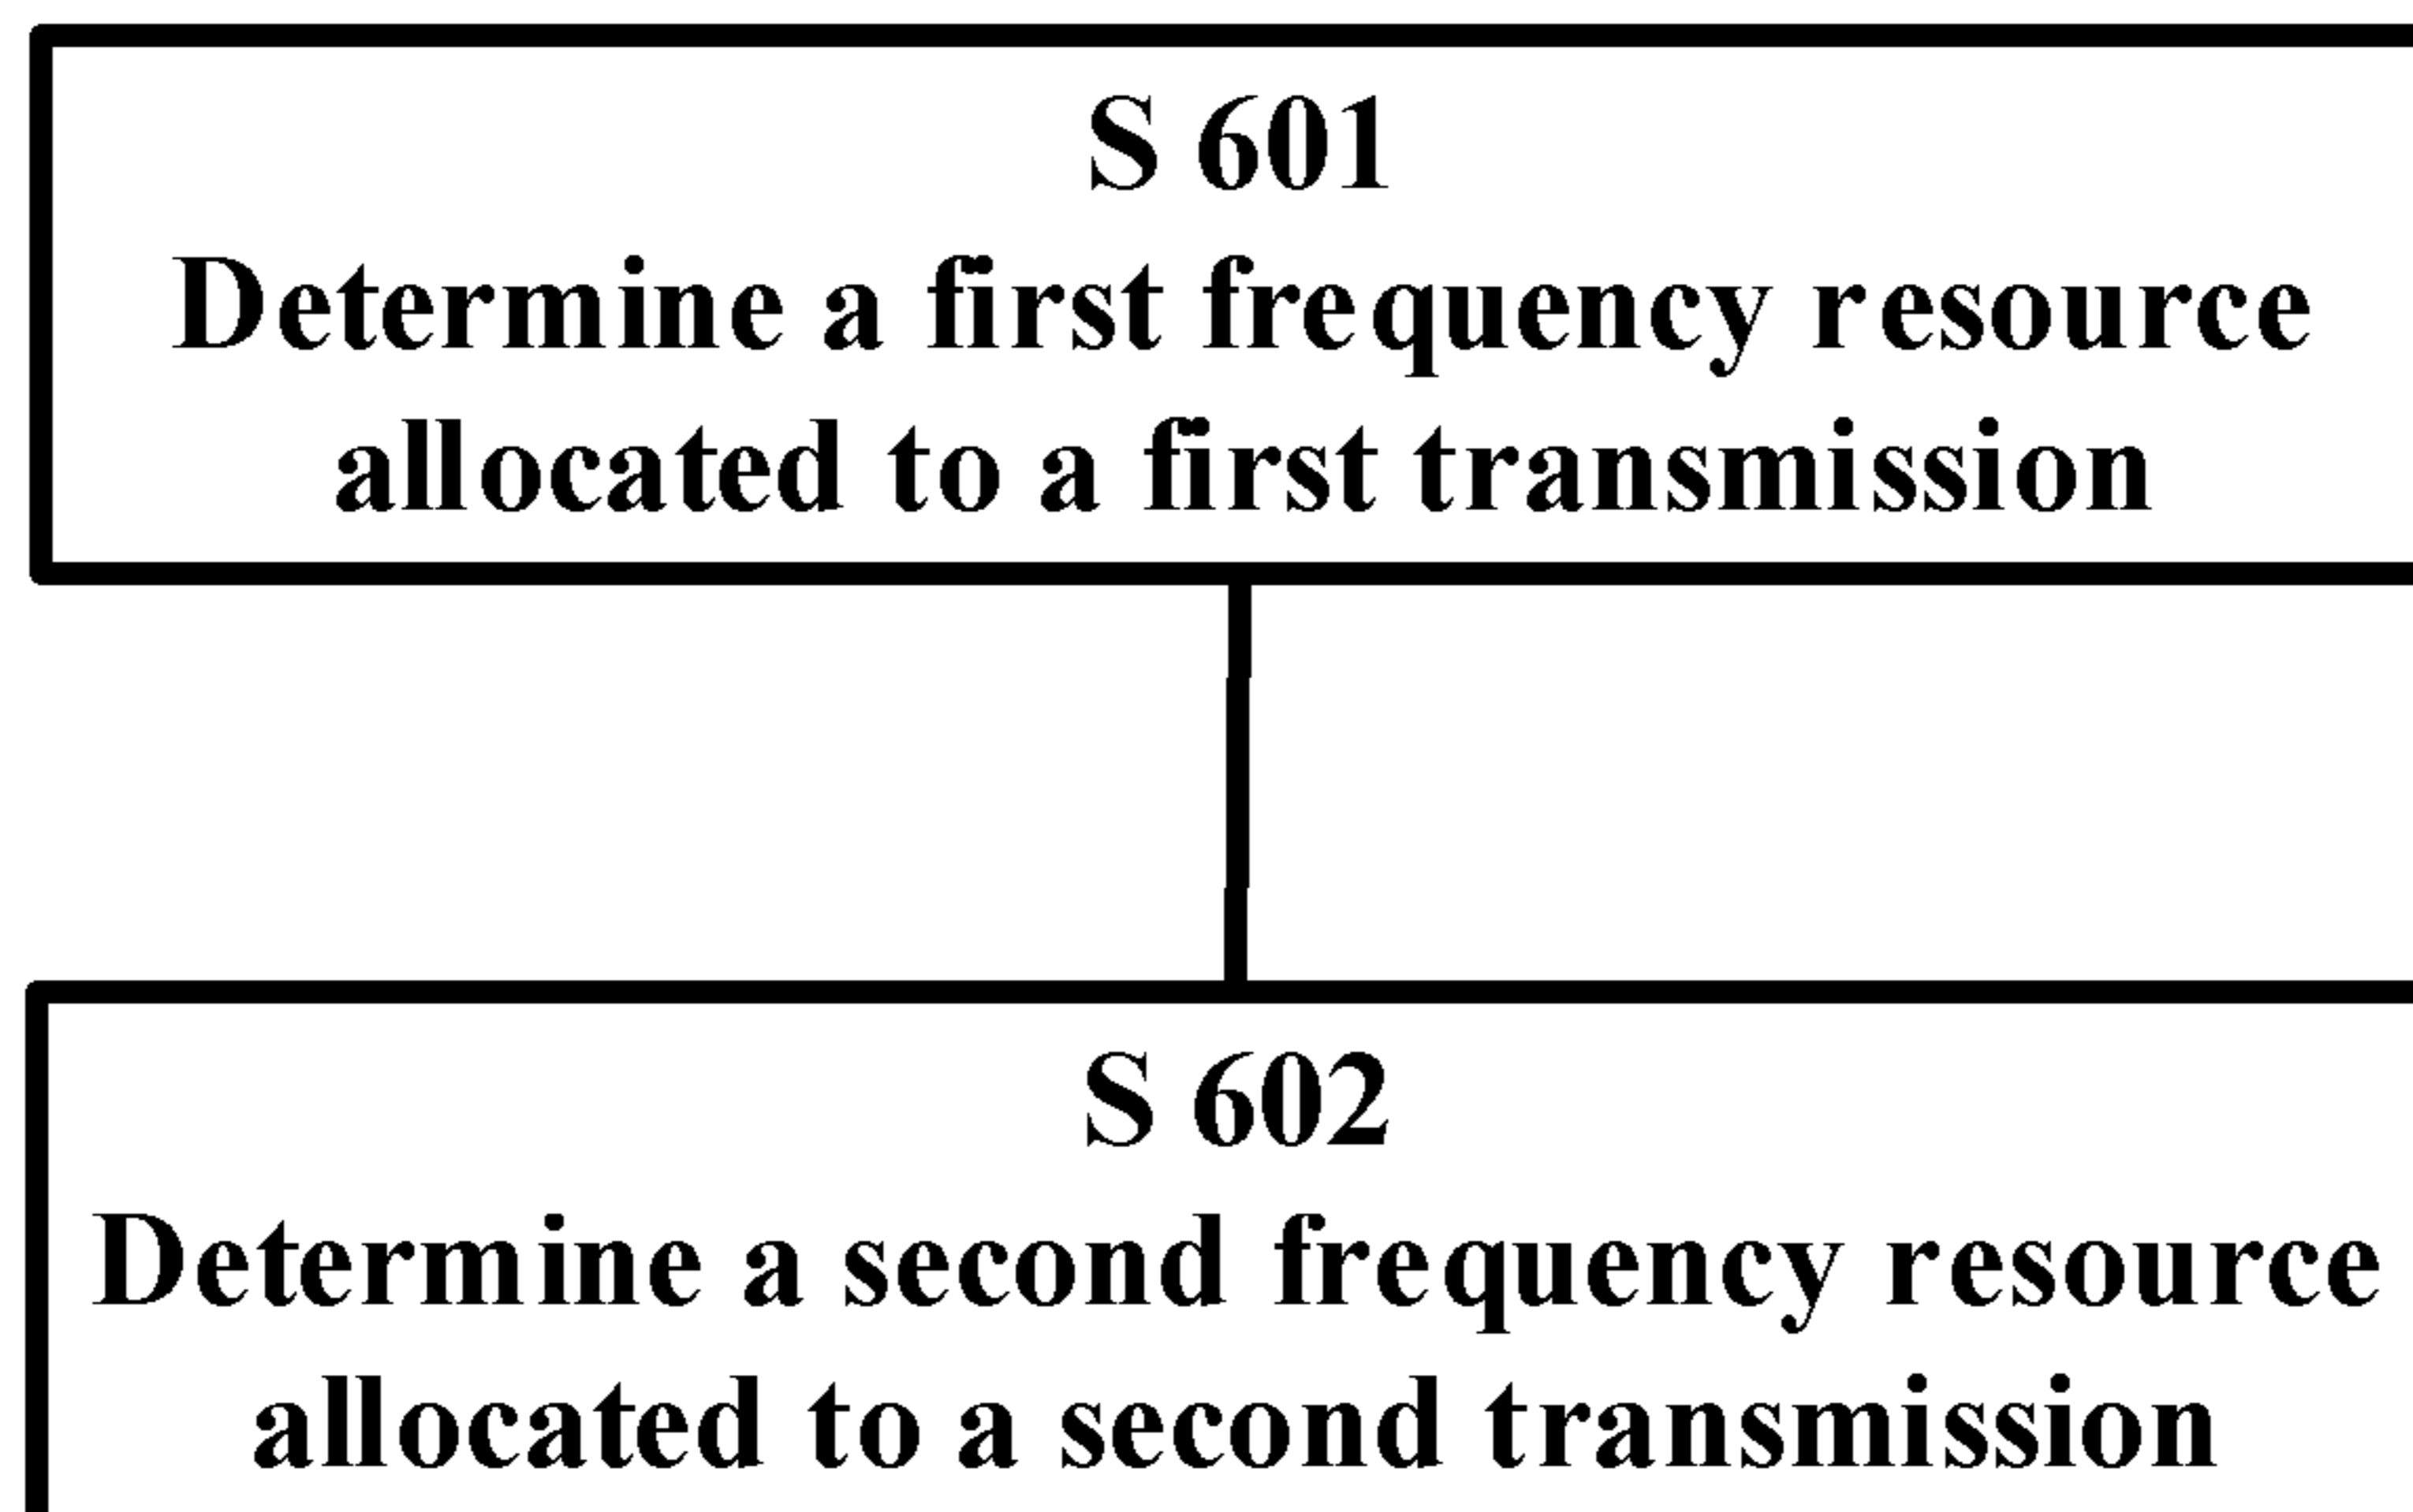 S 601
Determine a first frequency resource
allocated to a first transmission
S 602
Determine a second frequency resource
allocated to a second transmission